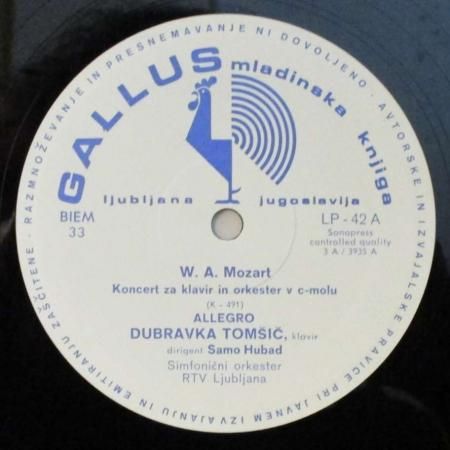 RAZMNOŽEVANJE IN PRESNEMAVANJE NI DOVOLJENO - AVTORSKE IN IZVAJALSKE PRAVICE PRI JAVNEM IZVAJANJU IN EMITIRANJU ZAŠČITENE -
GALLUS
mladinska knjiga
ljubljana jugoslavija
BIEM
33
LP - 42 A
Sonopress
controlled quality
3 A / 3935 A
W. A. Mozart
Koncert za klavir in orkester v c-molu
(K - 491)
ALLEGRO
DUBRAVKA TOMŠIČ, klavir
dirigent Samo Hubad
Simfonični orkester
RTV Ljubljana